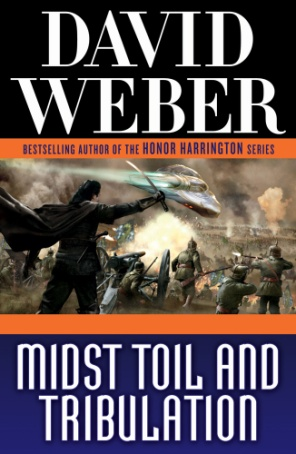 DAVID
WEBER
BESTSELLING AUTHOR OF THE HONOR HARRINGTON SERIES
MIDST TOIL AND
TRIBULATION